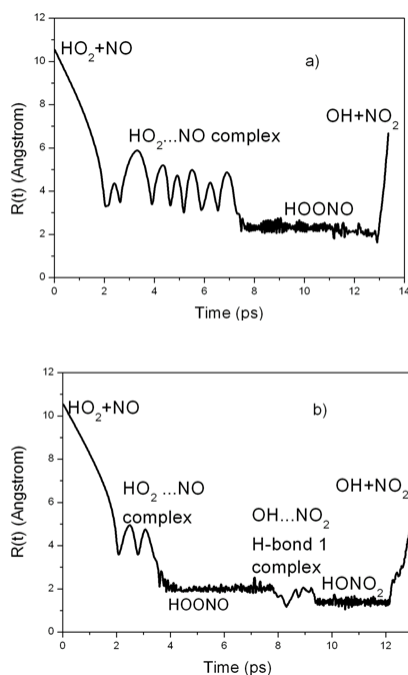 12
HO₂+NO
a)
10
OH+NO₂
8
R(t) (Angstrom)
HO₂...NO complex
6
HOONO
4
2
0
0 2 4 6 8 10 12 14
Time (ps)
12
HO₂+NO
b)
10
OH+NO₂
8
R(t) (Angstrom)
HO₂ ...NO
complex
OH...NO₂
6
H-bond 1
complex
4
HONO₂
2
HOONO
0
0 2 4 6 8 10 12
Time (ps)